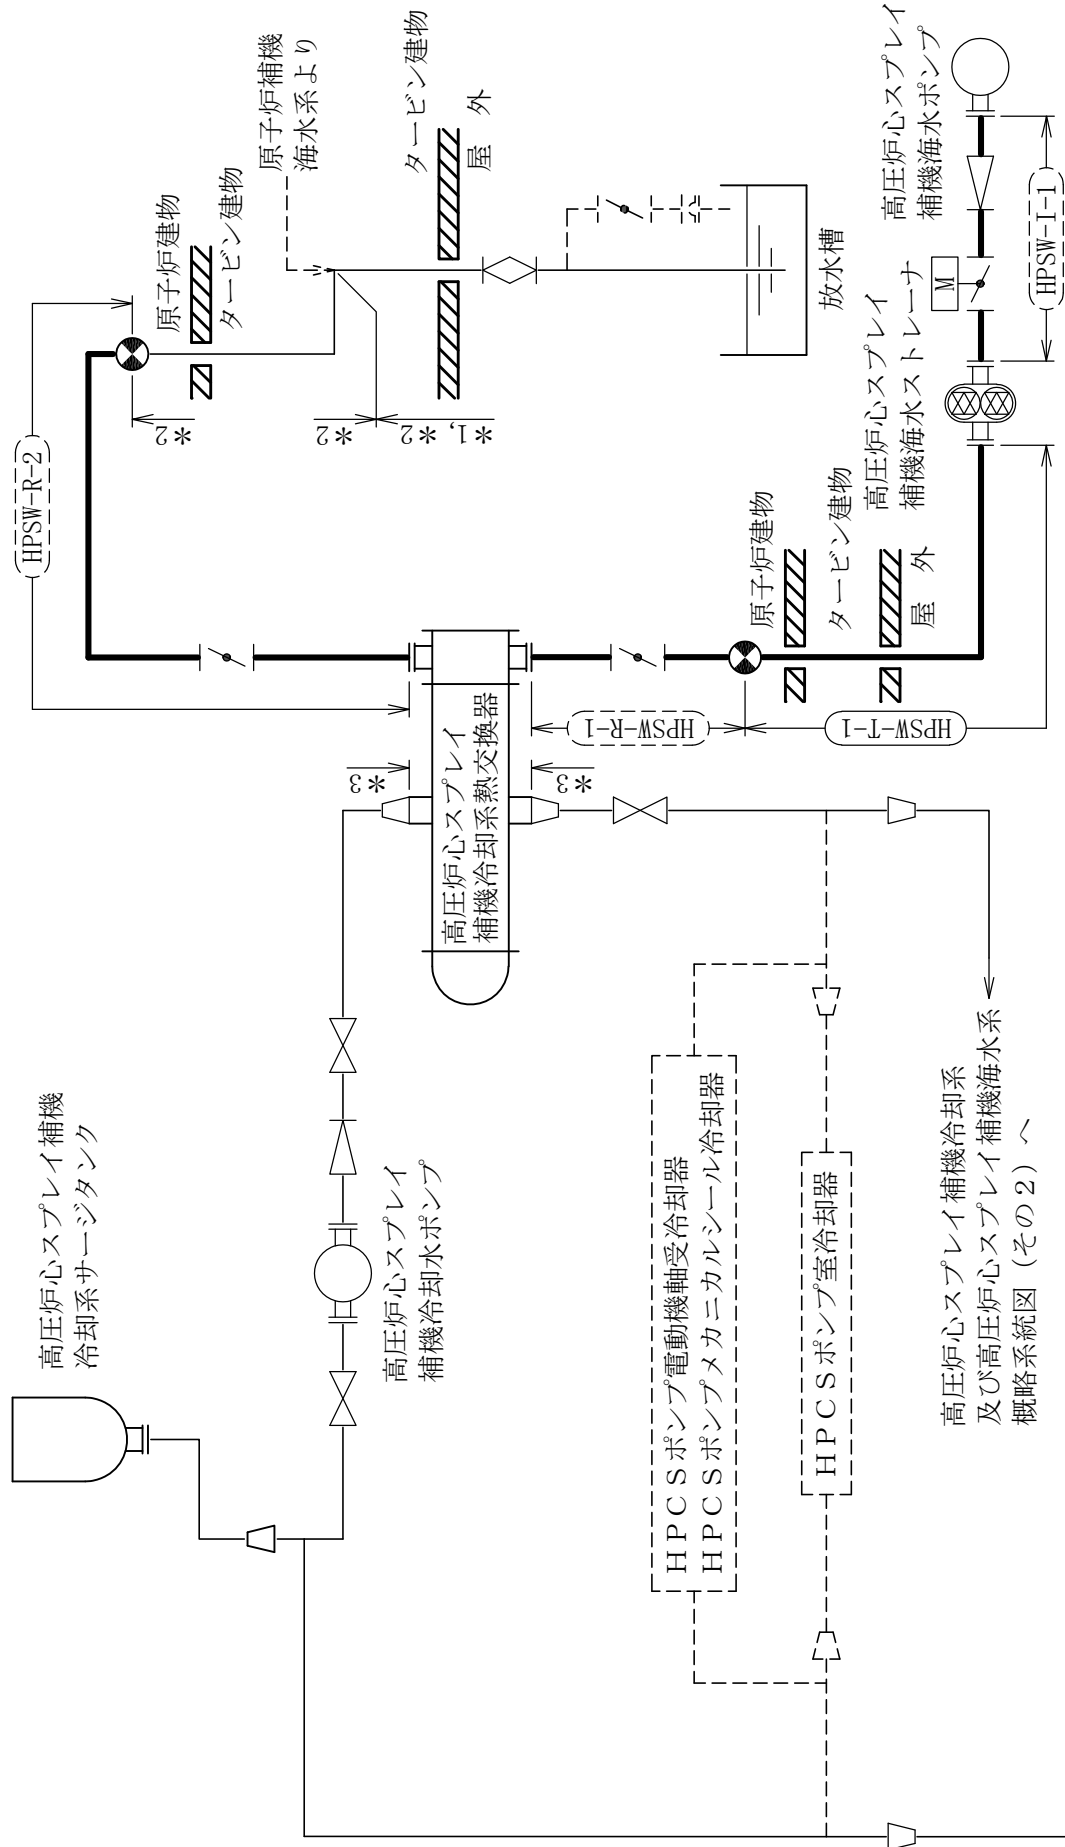 高圧炉心スプレイ補機
冷却系サージタンク
高圧炉心スプレイ
補機冷却水ポンプ
高圧炉心スプレイ
補機冷却系熱交換器
HPCSポンプ電動機軸受冷却器
HPCSポンプメカニカルシール冷却器
HPCSポンプ室冷却器
高圧炉心スプレイ補機冷却系
及び高圧炉心スプレイ補機海水系
概略系統図（その2）へ
HPSW-R-2
*2
*2
*1, *2
*3
*3
HPSW-R-1
HPSW-T-1
原子炉建物
タービン建物
原子炉補機
海水系より
タービン建物
屋 外
放水槽
原子炉建物
タービン建物
屋 外
高圧炉心スプレイ
補機海水ストレーナ
M
高圧炉心スプレイ
補機海水ポンプ
HPSW-I-1